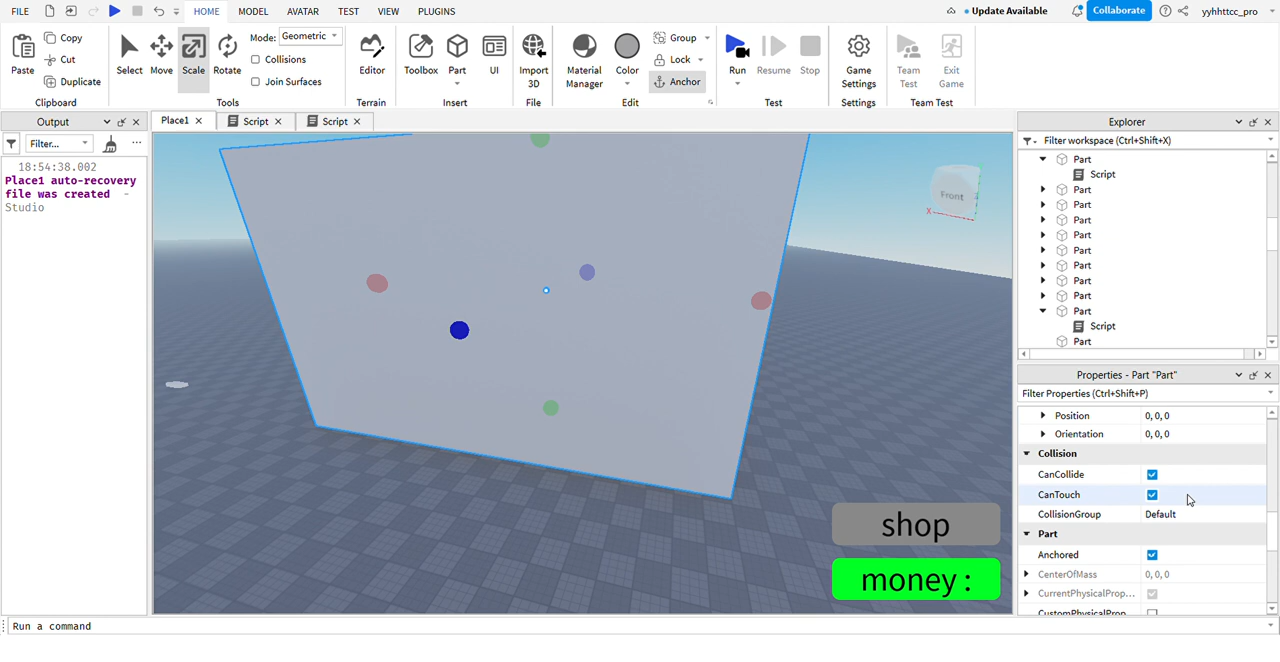 FILE HOME MODEL AVATAR TEST VIEW PLUGINS Update Available Collaborate yyhhttcc_pro
Paste Copy Cut Duplicate Select Move Scale Rotate Mode: Geometric Collisions Join Surfaces Editor Toolbox Part UI Import 3D Material Manager Color Group Lock Anchor Run Resume Stop Game Settings Team Test Exit Game
Clipboard Tools Terrain Insert File Edit Test Settings Team Test
Output
Filter...
18:54:38.002
Place1 auto-recovery
file was created -
Studio
Place1 Script Script
Front
X
shop
money :
Explorer
Filter workspace (Ctrl+Shift+X)
Part
Script
Part
Part
Part
Part
Part
Part
Part
Part
Part
Script
Part
Properties - Part "Part"
Filter Properties (Ctrl+Shift+P)
Position 0, 0, 0
Orientation 0, 0, 0
Collision
CanCollide
CanTouch
CollisionGroup Default
Part
Anchored
CenterOfMass 0, 0, 0
CurrentPhysicalProp...
CustomPhysicalProp
Run a command